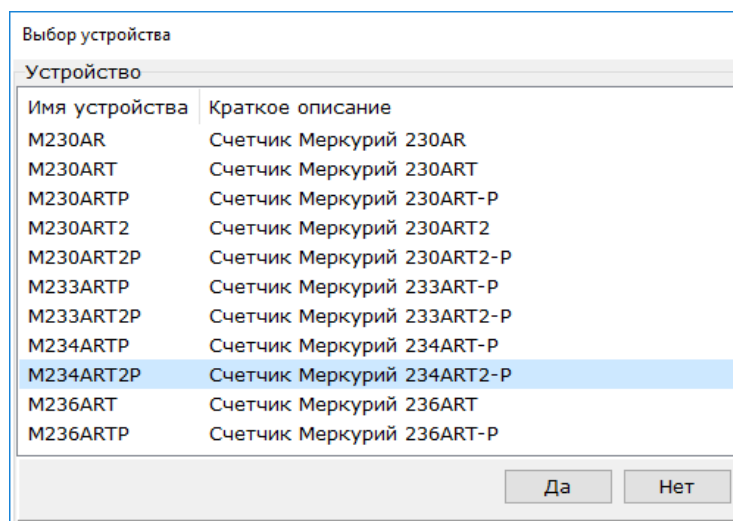 Выбор устройства
Устройство
Имя устройства Краткое описание
M230AR Счетчик Меркурий 230AR
M230ART Счетчик Меркурий 230ART
M230ARTP Счетчик Меркурий 230ART-P
M230ART2 Счетчик Меркурий 230ART2
M230ART2P Счетчик Меркурий 230ART2-P
M233ARTP Счетчик Меркурий 233ART-P
M233ART2P Счетчик Меркурий 233ART2-P
M234ARTP Счетчик Меркурий 234ART-P
M234ART2P Счетчик Меркурий 234ART2-P
M236ART Счетчик Меркурий 236ART
M236ARTP Счетчик Меркурий 236ART-P
Да Нет